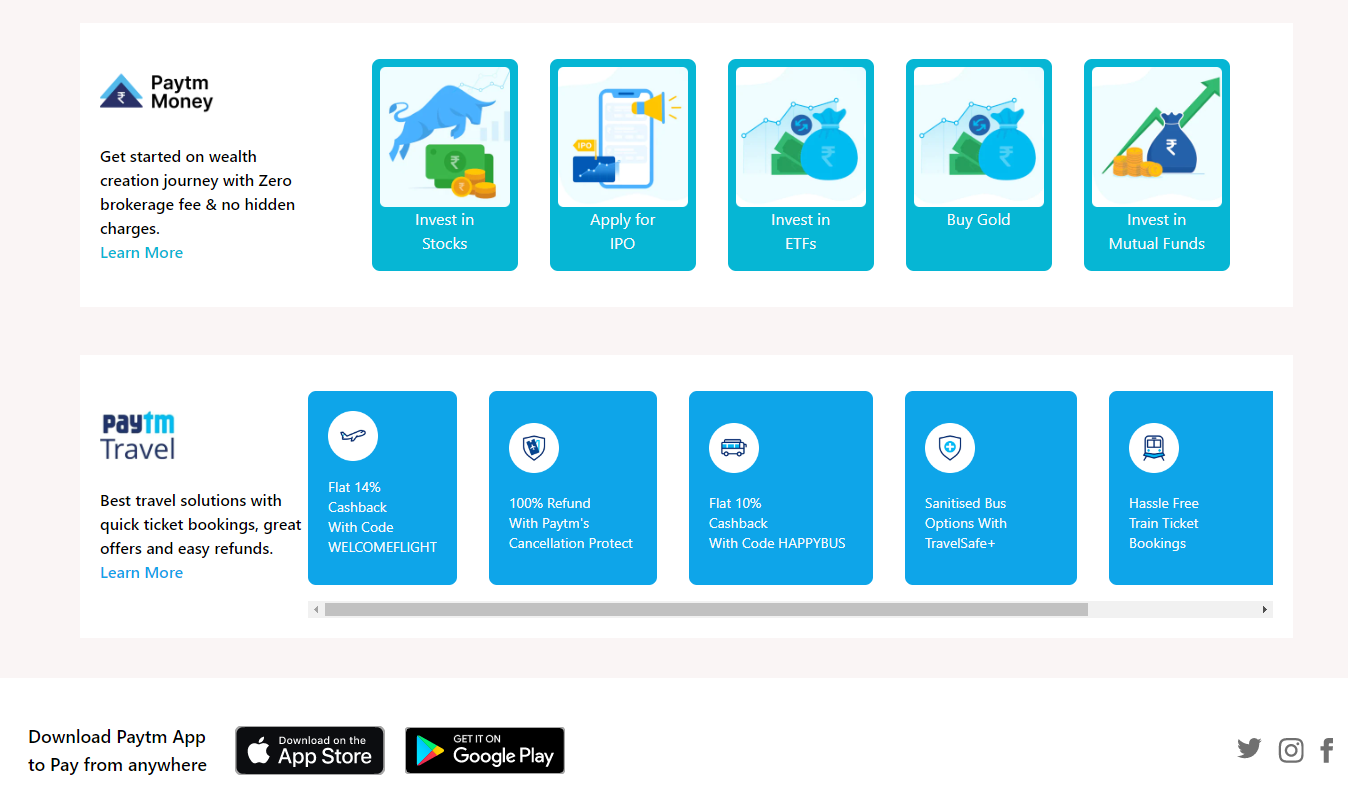 Paytm
Money
Get started on wealth
creation journey with Zero
brokerage fee & no hidden
charges.
Learn More
₹
₹
₹
Invest in
Stocks
IPO
Apply for
IPO
₹
Invest in
ETFs
₹
Buy Gold
₹
Invest in
Mutual Funds
paytm
Travel
Best travel solutions with
quick ticket bookings, great
offers and easy refunds.
Learn More
Flat 14%
Cashback
With Code
WELCOMEFLIGHT
100% Refund
With Paytm's
Cancellation Protect
Flat 10%
Cashback
With Code HAPPYBUS
Sanitised Bus
Options With
TravelSafe+
Hassle Free
Train Ticket
Bookings
Download Paytm App
to Pay from anywhere
Download on the
App Store
GET IT ON
Google Play